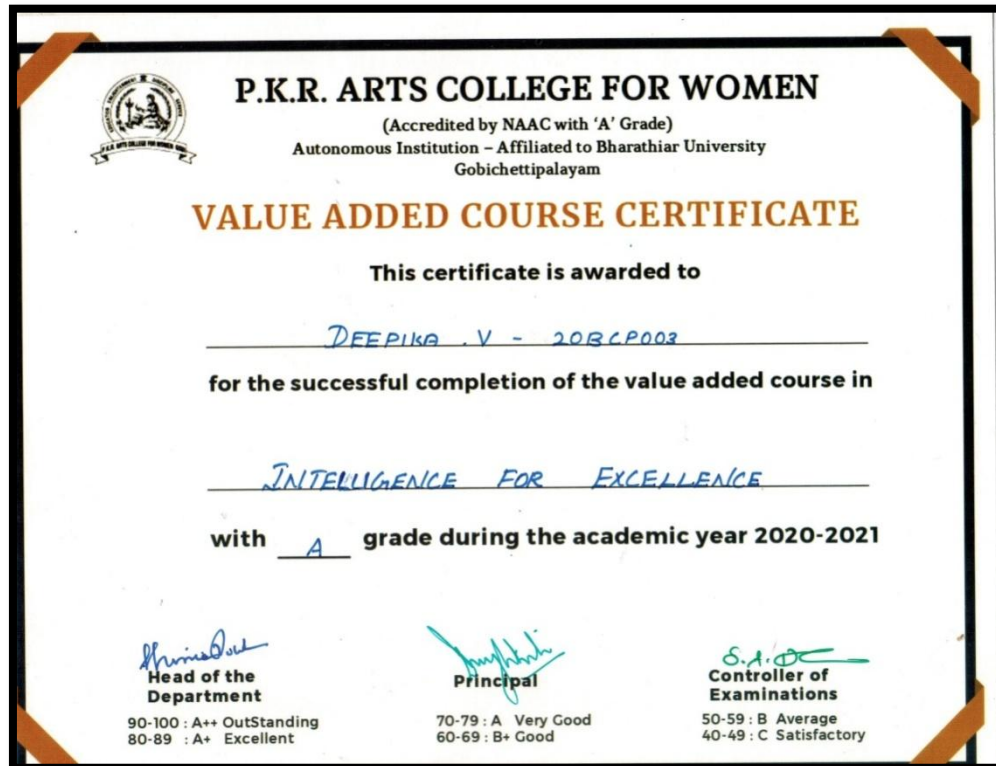 P.K.R. ARTS COLLEGE FOR WOMEN
(Accredited by NAAC with 'A' Grade)
Autonomous Institution – Affiliated to Bharathiar University
Gobichettipalayam
VALUE ADDED COURSE CERTIFICATE
This certificate is awarded to
DEEPIKA . V - 20BCP003
for the successful completion of the value added course in
INTELLIGENCE FOR EXCELLENCE
with A grade during the academic year 2020-2021
Head of the
Department
Principal
Controller of
Examinations
90-100 : A++ OutStanding
80-89 : A+ Excellent
70-79 : A Very Good
60-69 : B+ Good
50-59 : B Average
40-49 : C Satisfactory